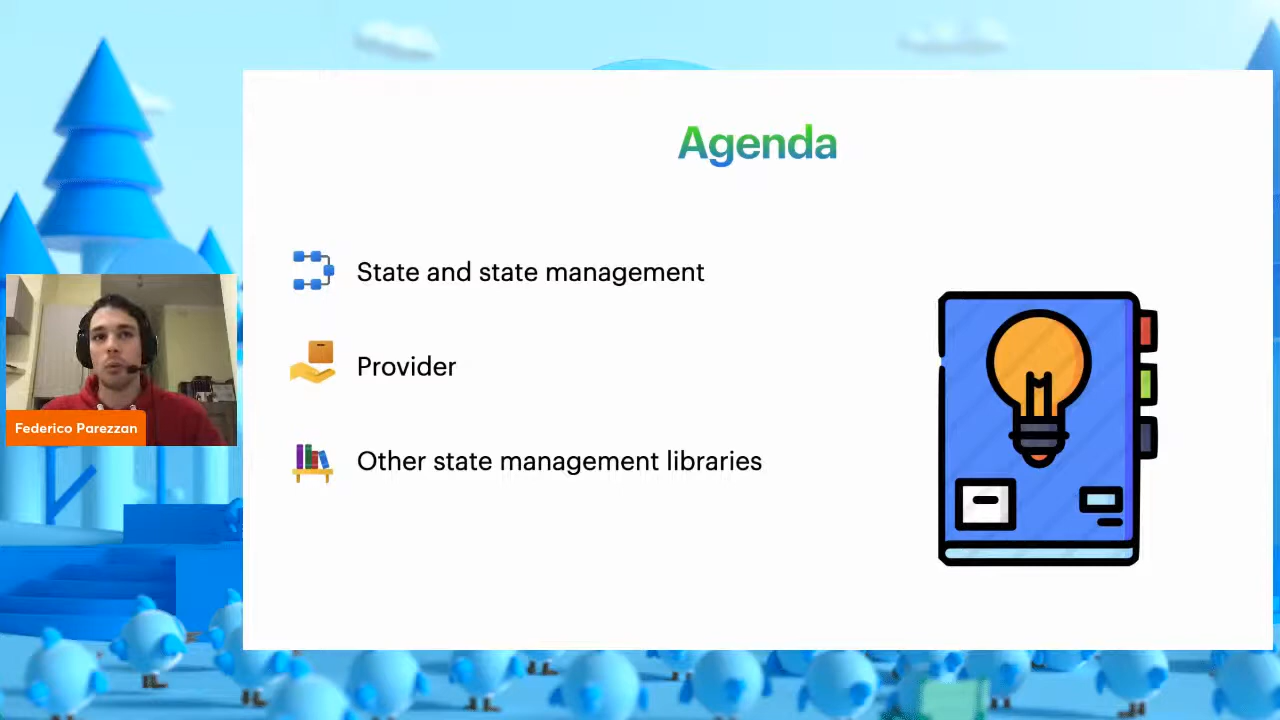 Agenda
State and state management
Provider
Other state management libraries
Federico Parezzan